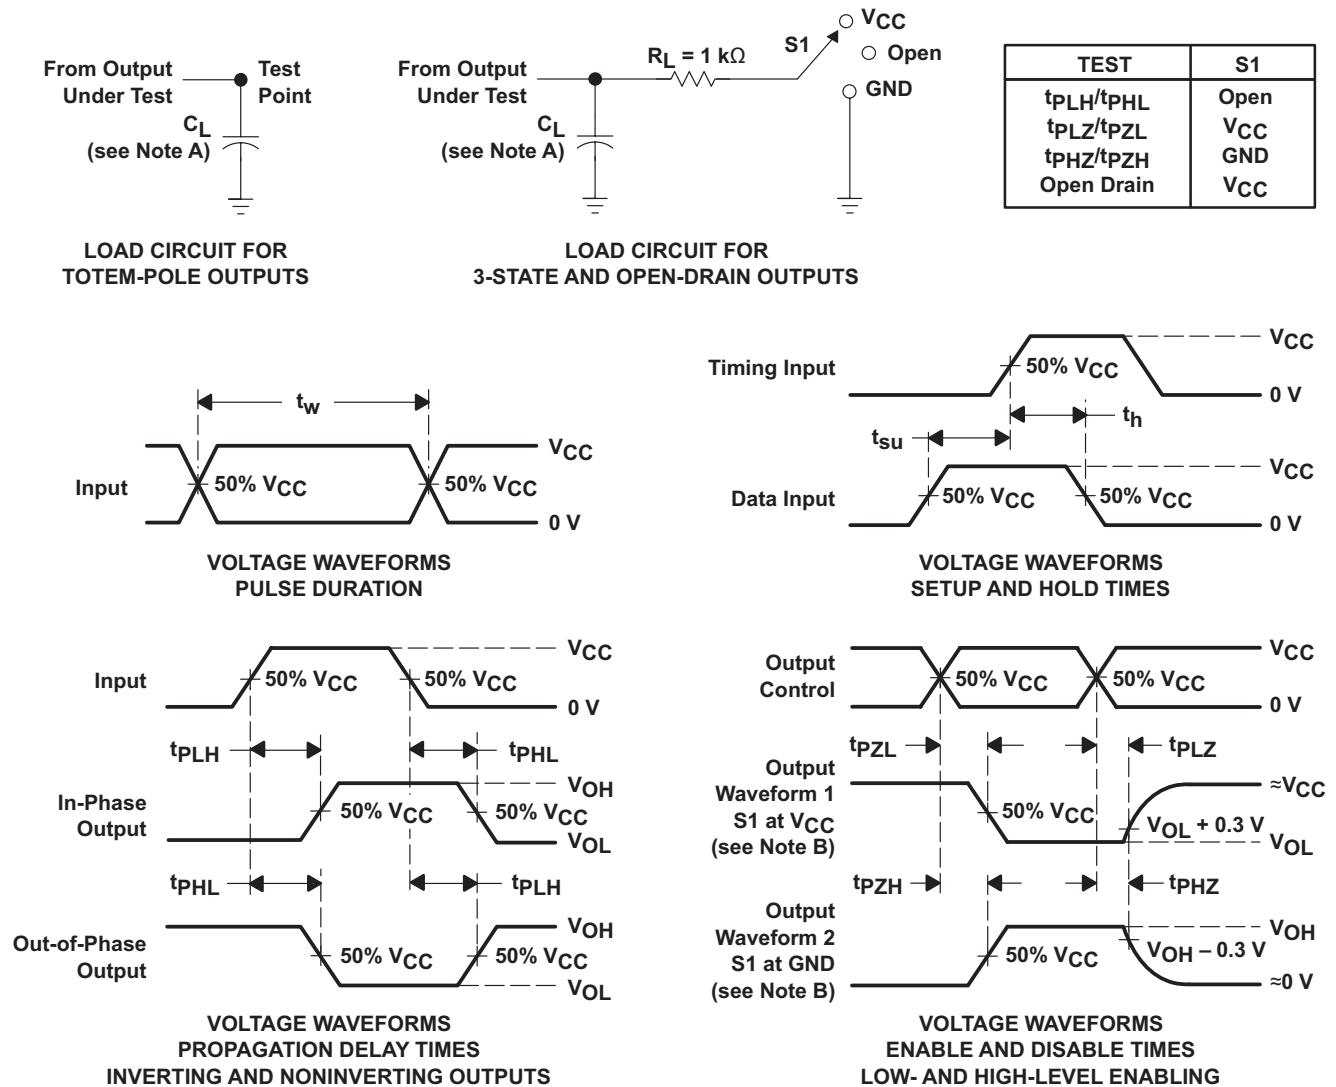 From Output
Under Test
Test
Point
CL
(see Note A)
LOAD CIRCUIT FOR
TOTEM-POLE OUTPUTS
From Output
Under Test
RL = 1 kΩ
S1
VCC
Open
GND
CL
(see Note A)
LOAD CIRCUIT FOR
3-STATE AND OPEN-DRAIN OUTPUTS
TEST S1
tPLH/tPHL Open
tPLZ/tPZL VCC
tPHZ/tPZH GND
Open Drain VCC
tw
Input
50% VCC
50% VCC
VCC
0 V
VOLTAGE WAVEFORMS
PULSE DURATION
Timing Input
50% VCC
VCC
0 V
tsu
th
Data Input
50% VCC
50% VCC
VCC
0 V
VOLTAGE WAVEFORMS
SETUP AND HOLD TIMES
Input
50% VCC
50% VCC
VCC
0 V
tPLH
tPHL
In-Phase
Output
50% VCC
50% VCC
VOH
VOL
tPHL
tPLH
Out-of-Phase
Output
50% VCC
50% VCC
VOH
VOL
VOLTAGE WAVEFORMS
PROPAGATION DELAY TIMES
INVERTING AND NONINVERTING OUTPUTS
Output
Control
50% VCC
50% VCC
VCC
0 V
tPZL
tPLZ
Output
Waveform 1
S1 at VCC
(see Note B)
50% VCC
VOL + 0.3 V
≈VCC
VOL
tPZH
tPHZ
Output
Waveform 2
S1 at GND
(see Note B)
50% VCC
VOH − 0.3 V
VOH
≈0 V
VOLTAGE WAVEFORMS
ENABLE AND DISABLE TIMES
LOW- AND HIGH-LEVEL ENABLING